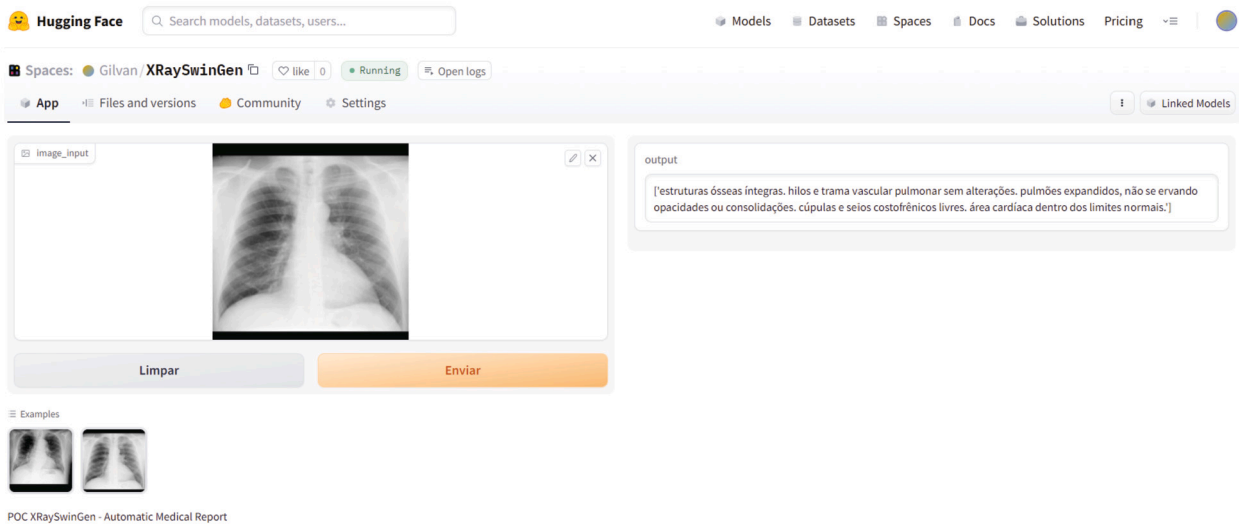 Hugging Face
Search models, datasets, users...
Models
Datasets
Spaces
Docs
Solutions
Pricing
Spaces:
Gilvan/XRaySwinGen
like 0
Running
Open logs
App
Files and versions
Community
Settings
Linked Models
image_input
output
['estruturas ósseas íntegras. hilos e trama vascular pulmonar sem alterações. pulmões expandidos, não se ervando
opacidades ou consolidações. cúpulas e seios costofrênicos livres. área cardíaca dentro dos limites normais.']
Limpar
Enviar
Examples
POC XRaySwinGen - Automatic Medical Report